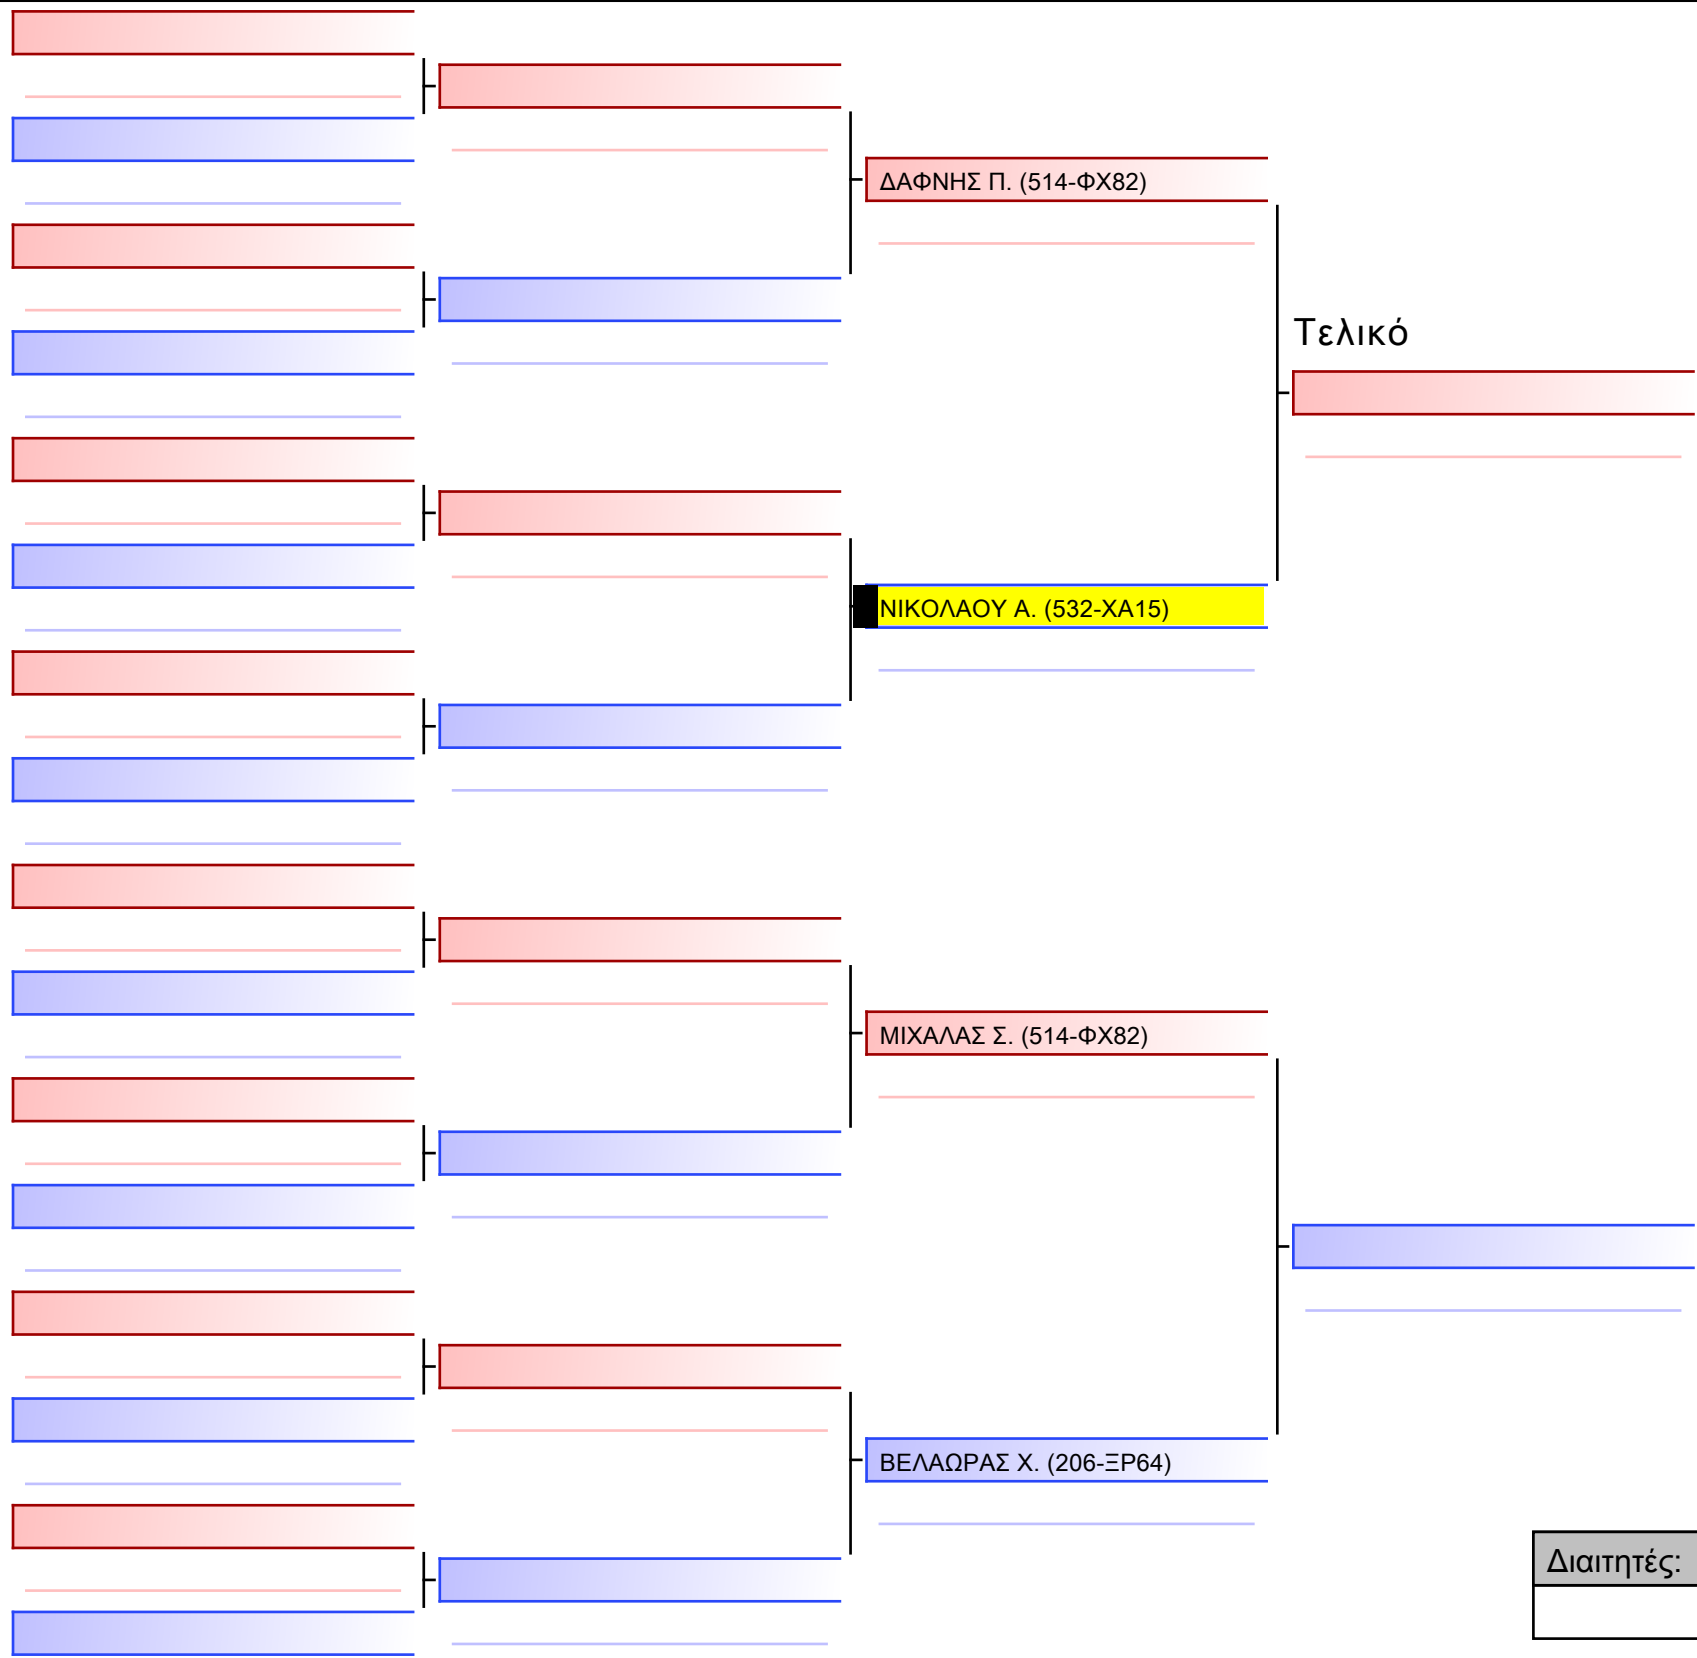 ΔΑΦΝΗΣ Π. (514-ΦΧ82)
Τελικό
ΝΙΚΟΛΑΟΥ Α. (532-ΧΑ15)
ΜΙΧΑΛΑΣ Σ. (514-ΦΧ82)
ΒΕΛΑΩΡΑΣ Χ. (206-ΞΡ64)
Διαιτητές: